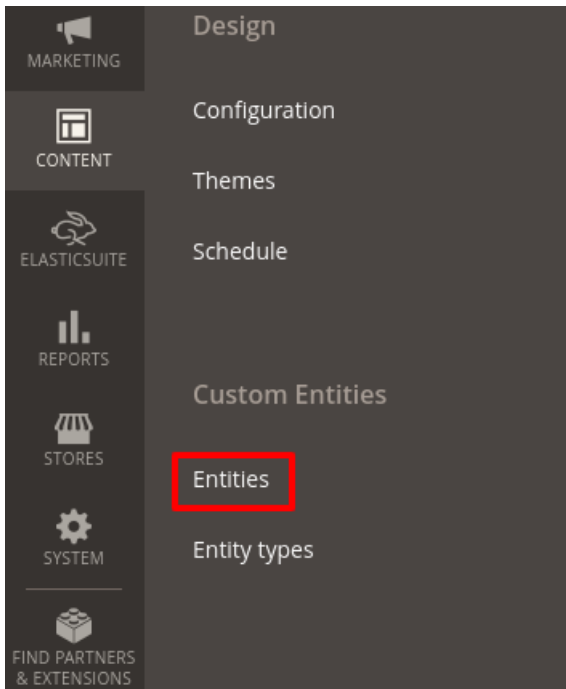 MARKETING
CONTENT
ELASTICSUITE
REPORTS
STORES
SYSTEM
FIND PARTNERS
& EXTENSIONS
Design
Configuration
Themes
Schedule
Custom Entities
Entities
Entity types